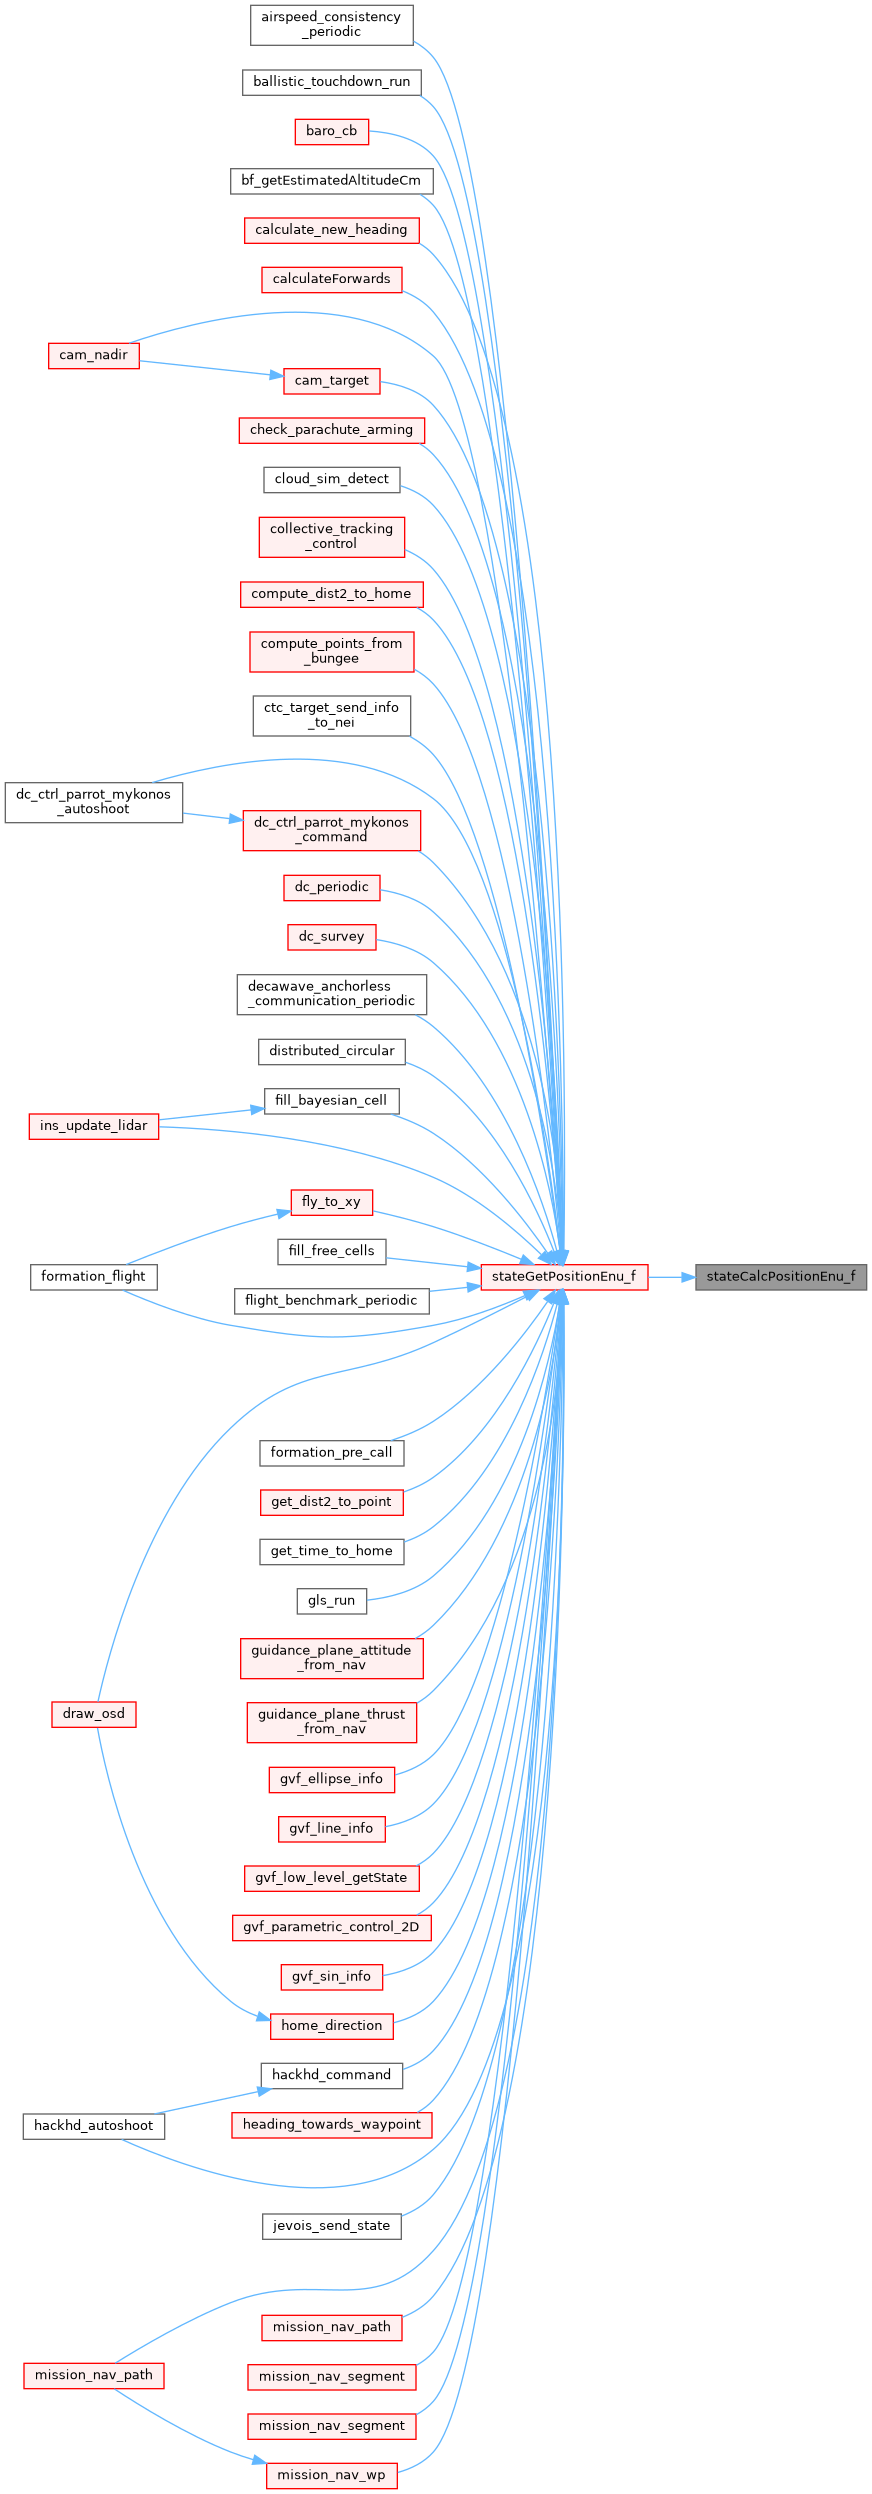 airspeed_consistency
_periodic
ballistic_touchdown_run
baro_cb
bf_getEstimatedAltitudeCm
calculate_new_heading
calculateForwards
cam_nadir
cam_target
check_parachute_arming
cloud_sim_detect
collective_tracking
_control
compute_dist2_to_home
compute_points_from
_bungee
ctc_target_send_info
_to_nei
dc_ctrl_parrot_mykonos
_autoshoot
dc_ctrl_parrot_mykonos
_command
dc_periodic
dc_survey
decawave_anchorless
_communication_periodic
distributed_circular
fill_bayesian_cell
ins_update_lidar
fly_to_xy
fill_free_cells
formation_flight
stateGetPositionEnu_f
stateCalcPositionEnu_f
flight_benchmark_periodic
formation_pre_call
get_dist2_to_point
get_time_to_home
gls_run
guidance_plane_attitude
_from_nav
guidance_plane_thrust
_from_nav
draw_osd
gvf_ellipse_info
gvf_line_info
gvf_low_level_getState
gvf_parametric_control_2D
gvf_sin_info
home_direction
hackhd_command
heading_towards_waypoint
hackhd_autoshoot
jevois_send_state
mission_nav_path
mission_nav_path
mission_nav_segment
mission_nav_segment
mission_nav_wp